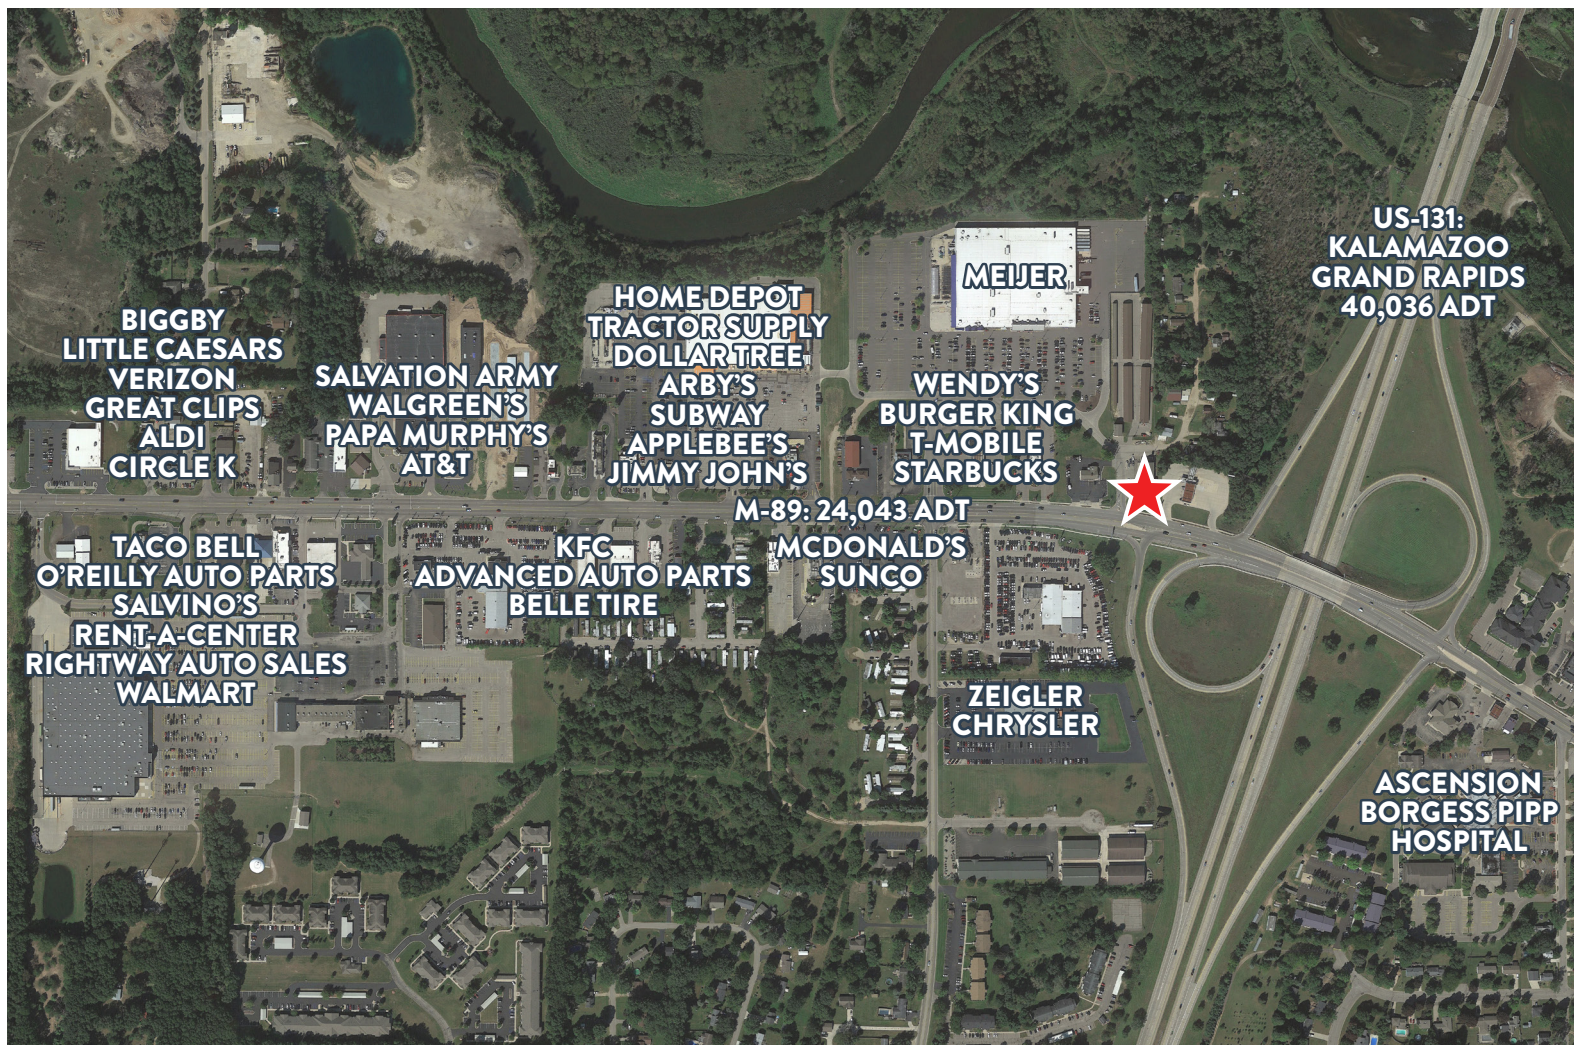 US-131:
KALAMAZOO
GRAND RAPIDS
40,036 ADT
MEIJER
HOME DEPOT
TRACTOR SUPPLY
DOLLAR TREE
ARBY'S
SUBWAY
APPLEBEE'S
JIMMY JOHN'S
BIGGBY
LITTLE CAESARS
VERIZON
GREAT CLIPS
ALDI
CIRCLE K
SALVATION ARMY
WALGREEN'S
PAPA MURPHY'S
AT&T
WENDY'S
BURGER KING
T-MOBILE
STARBUCKS
M-89: 24,043 ADT
TACO BELL
O'REILLY AUTO PARTS
SALVINO'S
RENT-A-CENTER
RIGHTWAY AUTO SALES
WALMART
KFC
ADVANCED AUTO PARTS
BELLE TIRE
MCDONALD'S
SUNCO
ZEIGLER
CHRYSLER
ASCENSION
BORGESS PIPP
HOSPITAL